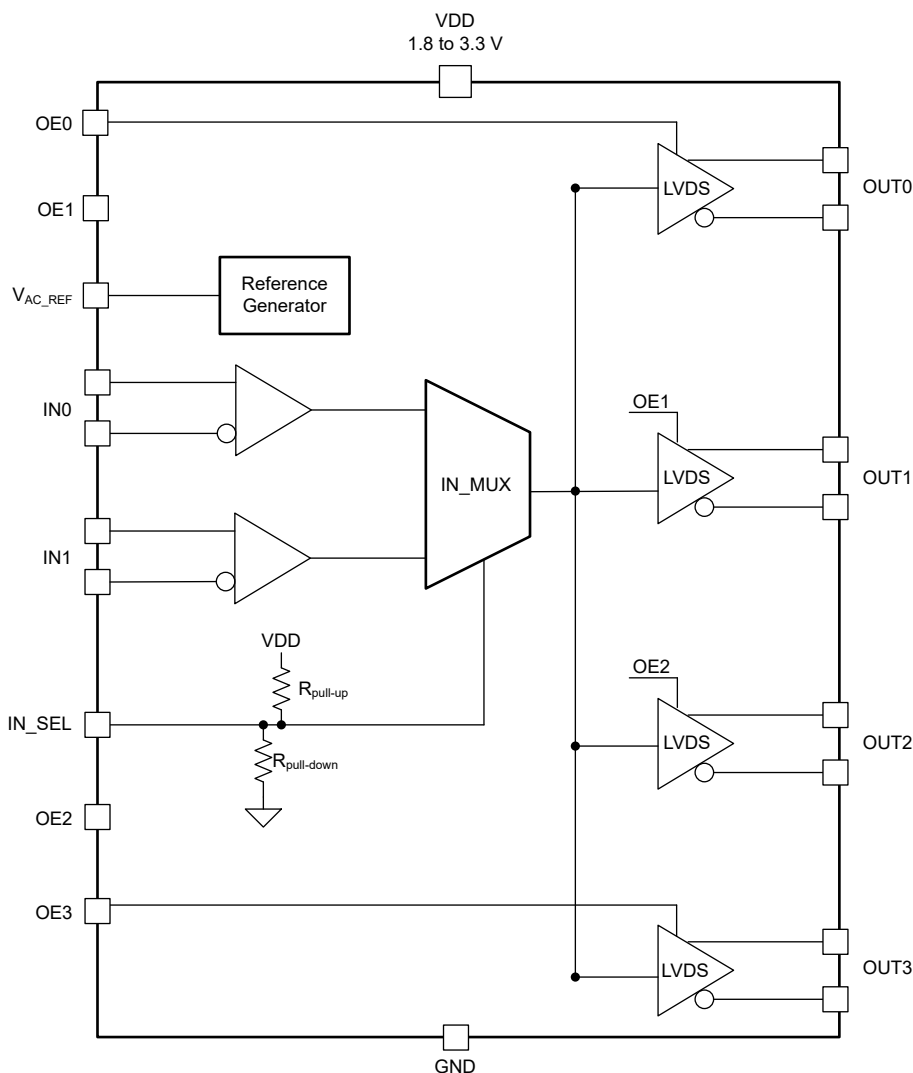 VDD
1.8 to 3.3 V
OE0
LVDS
OUT0
OE1
Reference
Generator
VAC_REF
IN0
OE1
LVDS
OUT1
IN_MUX
IN1
VDD
Rpull-up
OE2
IN_SEL
LVDS
OUT2
Rpull-down
OE2
OE3
LVDS
OUT3
GND